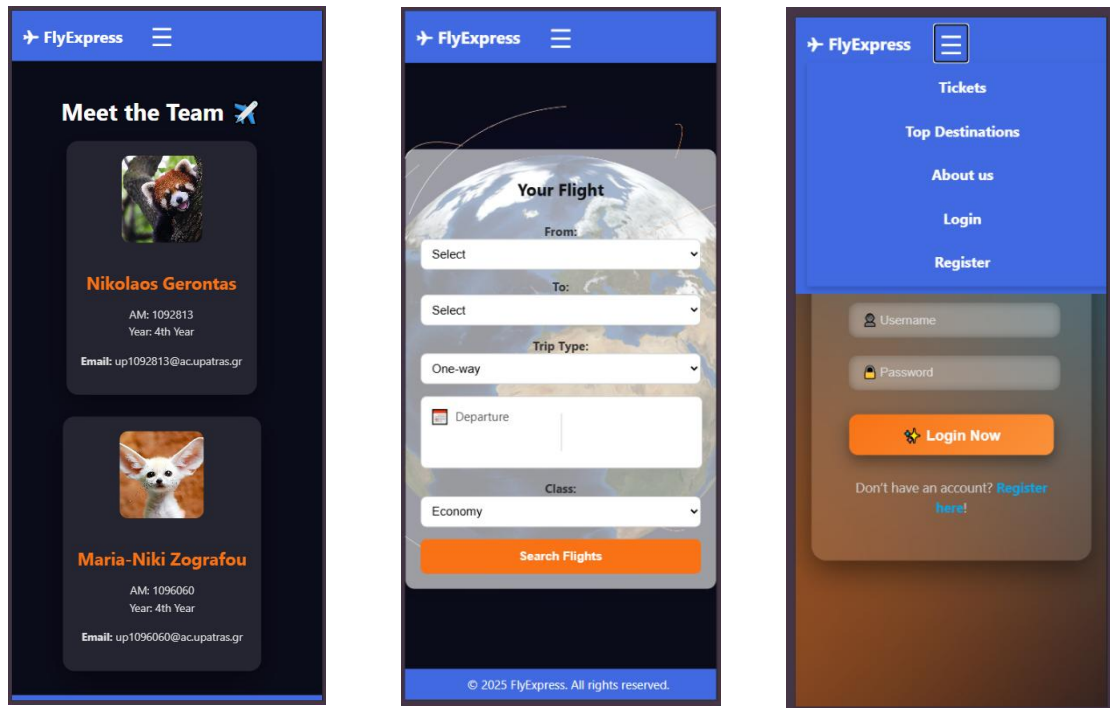 FlyExpress
Meet the Team
Nikolaos Gerontas
AM: 1092813
Year: 4th Year
Email: up1092813@ac.upatras.gr
Maria-Niki Zografou
AM: 1096060
Year: 4th Year
Email: up1096060@ac.upatras.gr
FlyExpress
Your Flight
From:
Select
To:
Select
Trip Type:
One-way
Departure
Class:
Economy
Search Flights
© 2025 FlyExpress. All rights reserved.
FlyExpress
Tickets
Top Destinations
About us
Login
Register
Username
Password
Login Now
Don't have an account? Register
here!